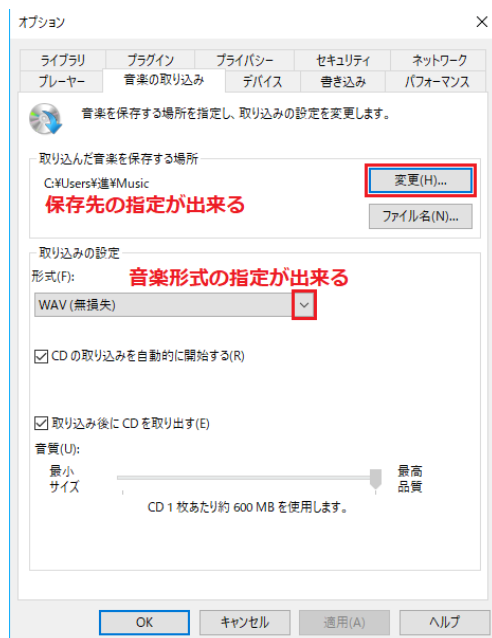 オプション
ライブラリ プラグイン プライバシー セキュリティ ネットワーク
プレーヤー 音楽の取り込み デバイス 書き込み パフォーマンス
音楽を保存する場所を指定し、取り込みの設定を変更します。
取り込んだ音楽を保存する場所
C:¥Users¥進¥Music
変更(H)...
保存先の指定が出来る
ファイル名(N)...
取り込みの設定
形式(F):
音楽形式の指定が出来る
WAV (無損失)
CD の取り込みを自動的に開始する(R)
取り込み後に CD を取り出す(E)
音質(U):
最小
サイズ
最高
品質
CD 1 枚あたり約 600 MB を使用します。
OK キャンセル 適用(A) ヘルプ